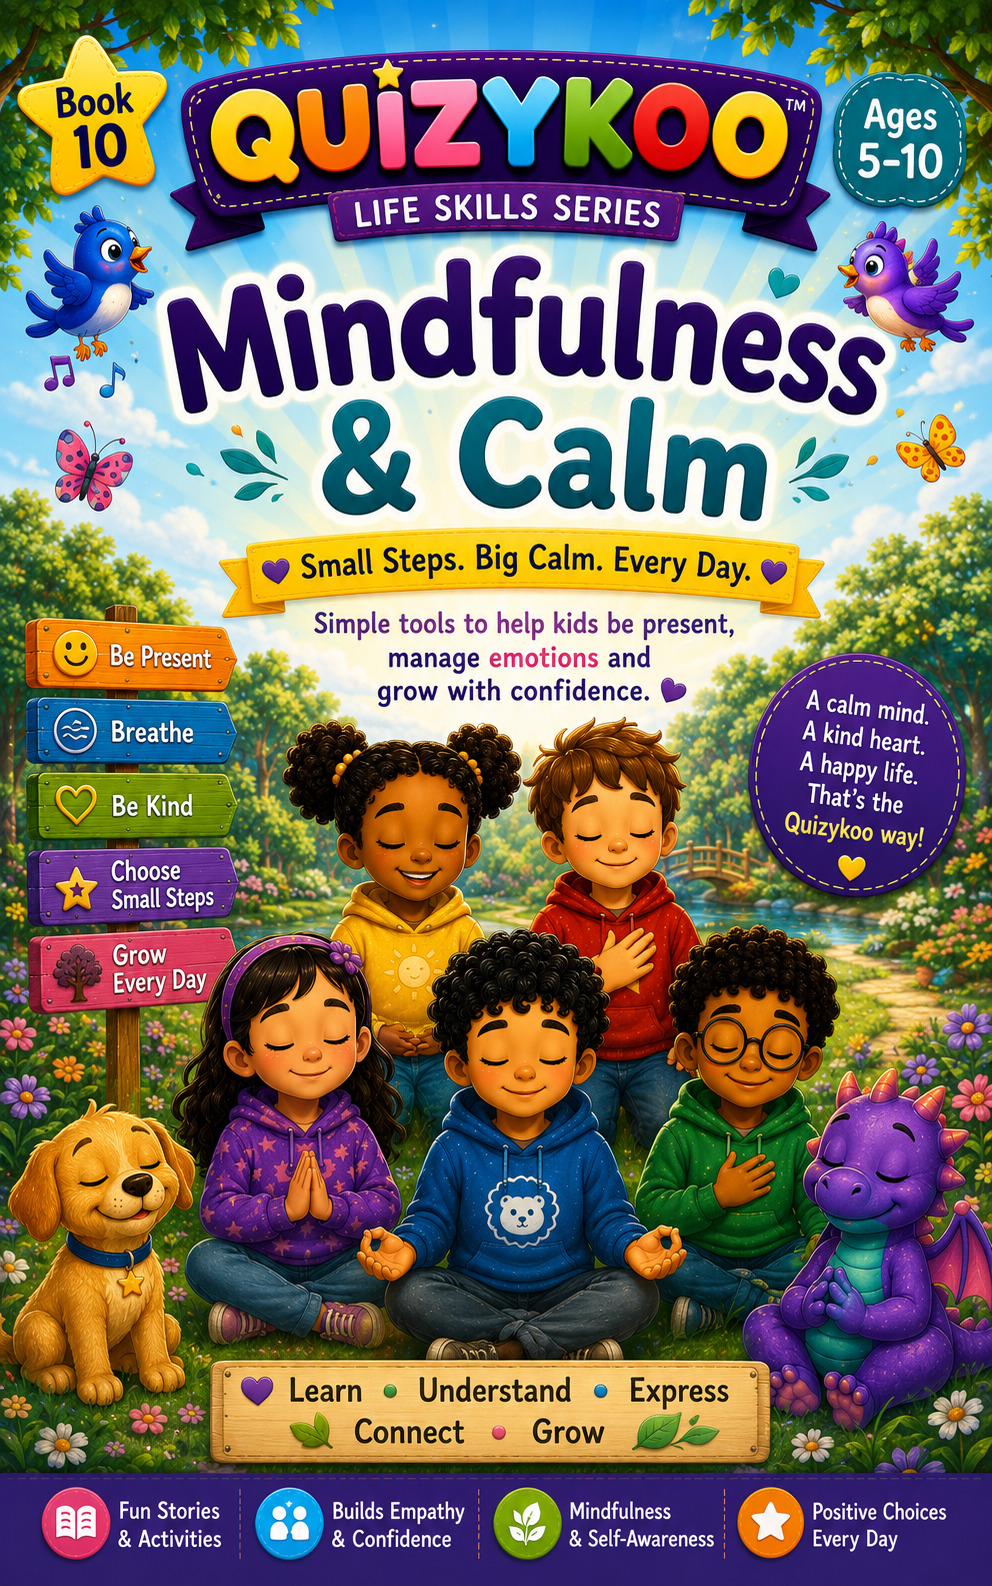 Book
10
QUiZYKOO™
LIFE SKILLS SERIES
Ages
5–10
Mindfulness
& Calm
Small Steps. Big Calm. Every Day.
Simple tools to help kids be present,
manage emotions and
grow with confidence.
Be Present
Breathe
Be Kind
Choose
Small Steps
Grow
Every Day
A calm mind.
A kind heart.
A happy life.
That's the
Quizykoo way!
Learn • Understand • Express
Connect • Grow
Fun Stories
& Activities
Builds Empathy
& Confidence
Mindfulness
& Self-Awareness
Positive Choices
Every Day